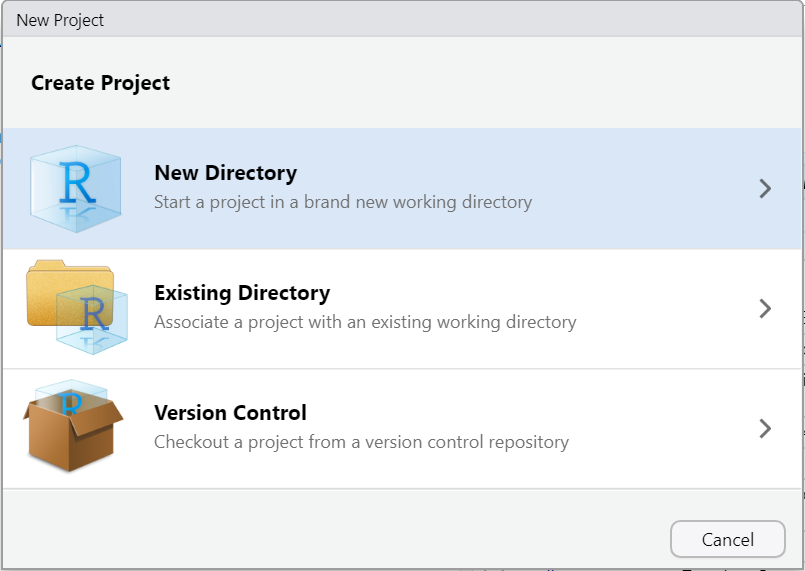 New Project
Create Project
R
New Directory
Start a project in a brand new working directory
R
Existing Directory
Associate a project with an existing working directory
R
Version Control
Checkout a project from a version control repository
Cancel